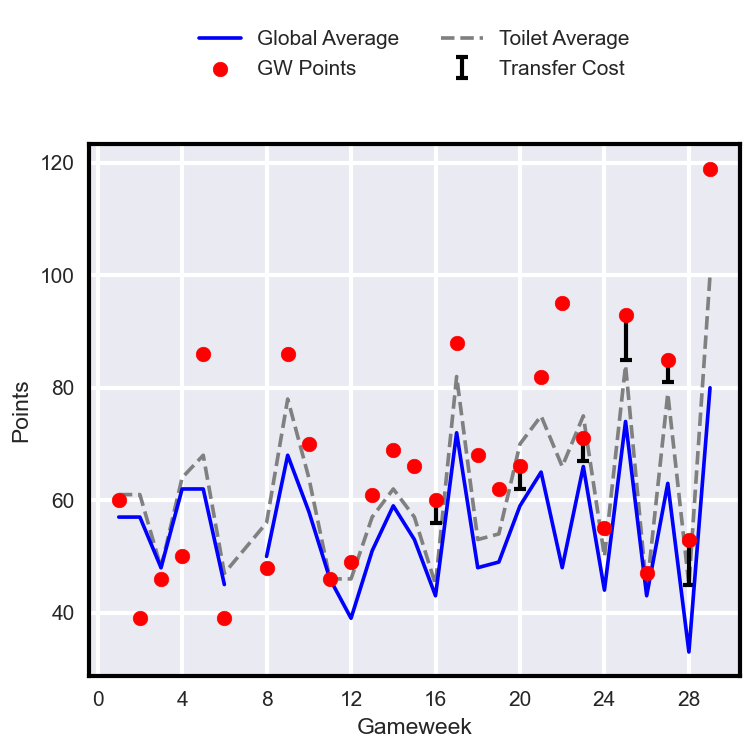 Global Average
GW Points
Toilet Average
Transfer Cost
120
100
80
60
40
Points
0 4 8 12 16 20 24 28
Gameweek